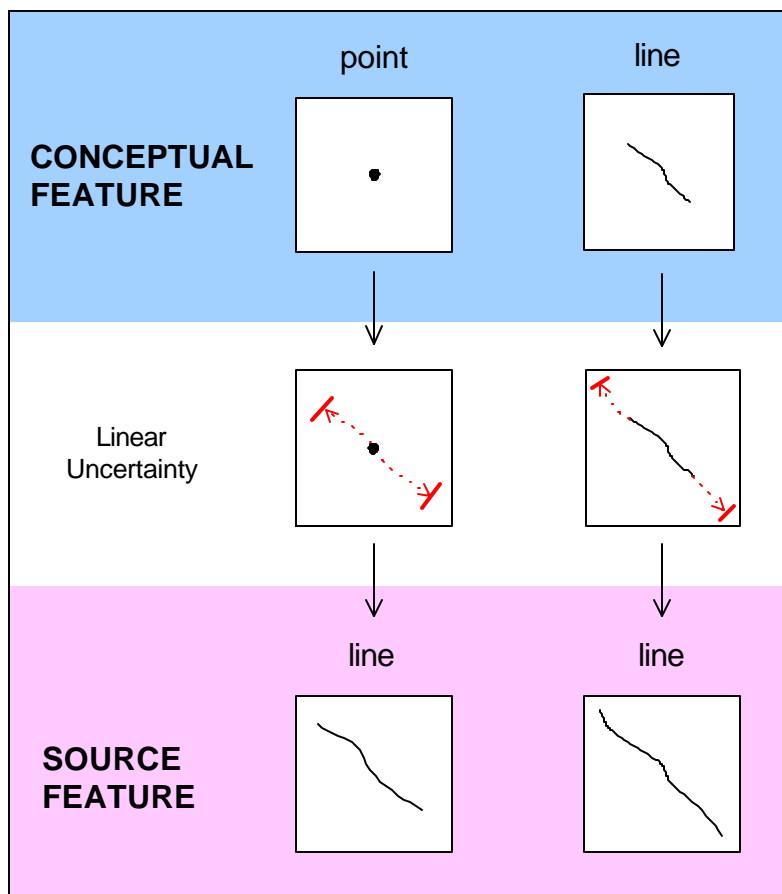 point
line
CONCEPTUAL
FEATURE
Linear
Uncertainty
line
line
SOURCE
FEATURE